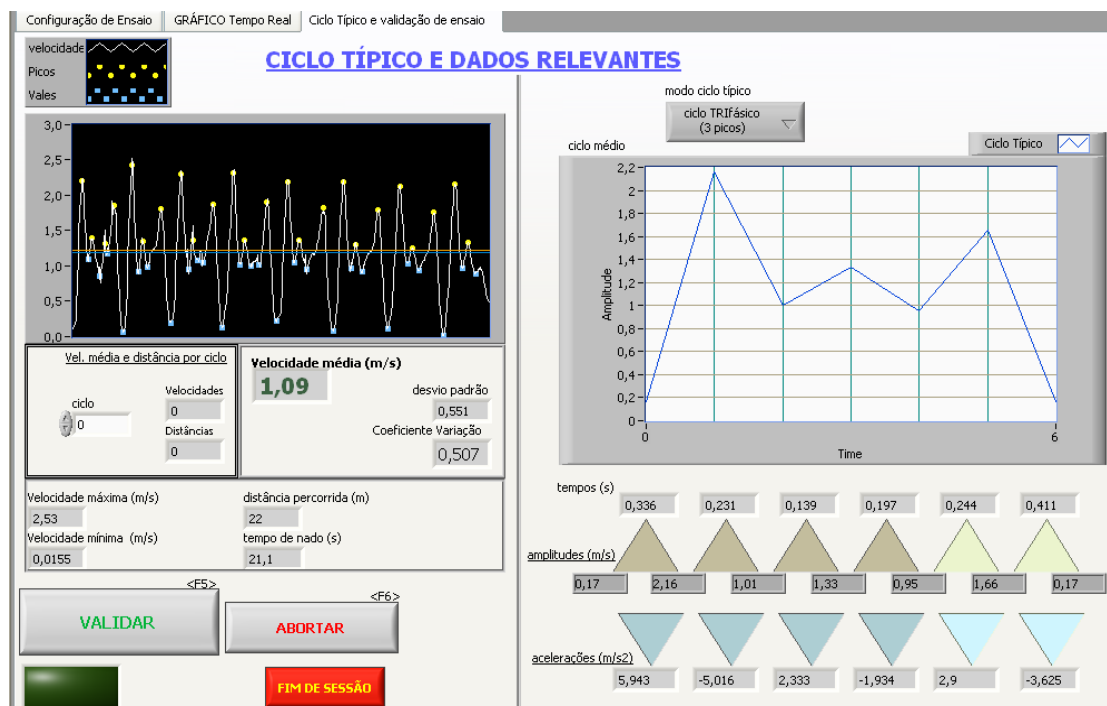 Configuração de Ensaio
GRÁFICO Tempo Real
Ciclo Típico e validação de ensaio
velocidade
Picos
Vales
CICLO TÍPICO E DADOS RELEVANTES
modo ciclo típico
ciclo TRIfásico
(3 picos)
ciclo médio
Ciclo Típico
3,0
2,5
2,0
1,5
1,0
0,5
0,0
2,2
2
1,8
1,6
1,4
1,2
1
0,8
0,6
0,4
0,2
0
Amplitude
0
6
Time
Vel. média e distância por ciclo
ciclo
0
Velocidades
0
Distâncias
0
Velocidade média (m/s)
1,09
desvio padrão
0,551
Coeficiente Variação
0,507
Velocidade máxima (m/s)
2,53
distância percorrida (m)
22
Velocidade mínima (m/s)
0,0155
tempo de nado (s)
21,1
<F5>
VALIDAR
<F6>
ABORTAR
FIM DE SESSÃO
tempos (s)
0,336 0,231 0,139 0,197 0,244 0,411
amplitudes (m/s)
0,17 2,16 1,01 1,33 0,95 1,66 0,17
acelerações (m/s2)
5,943 -5,016 2,333 -1,934 2,9 -3,625